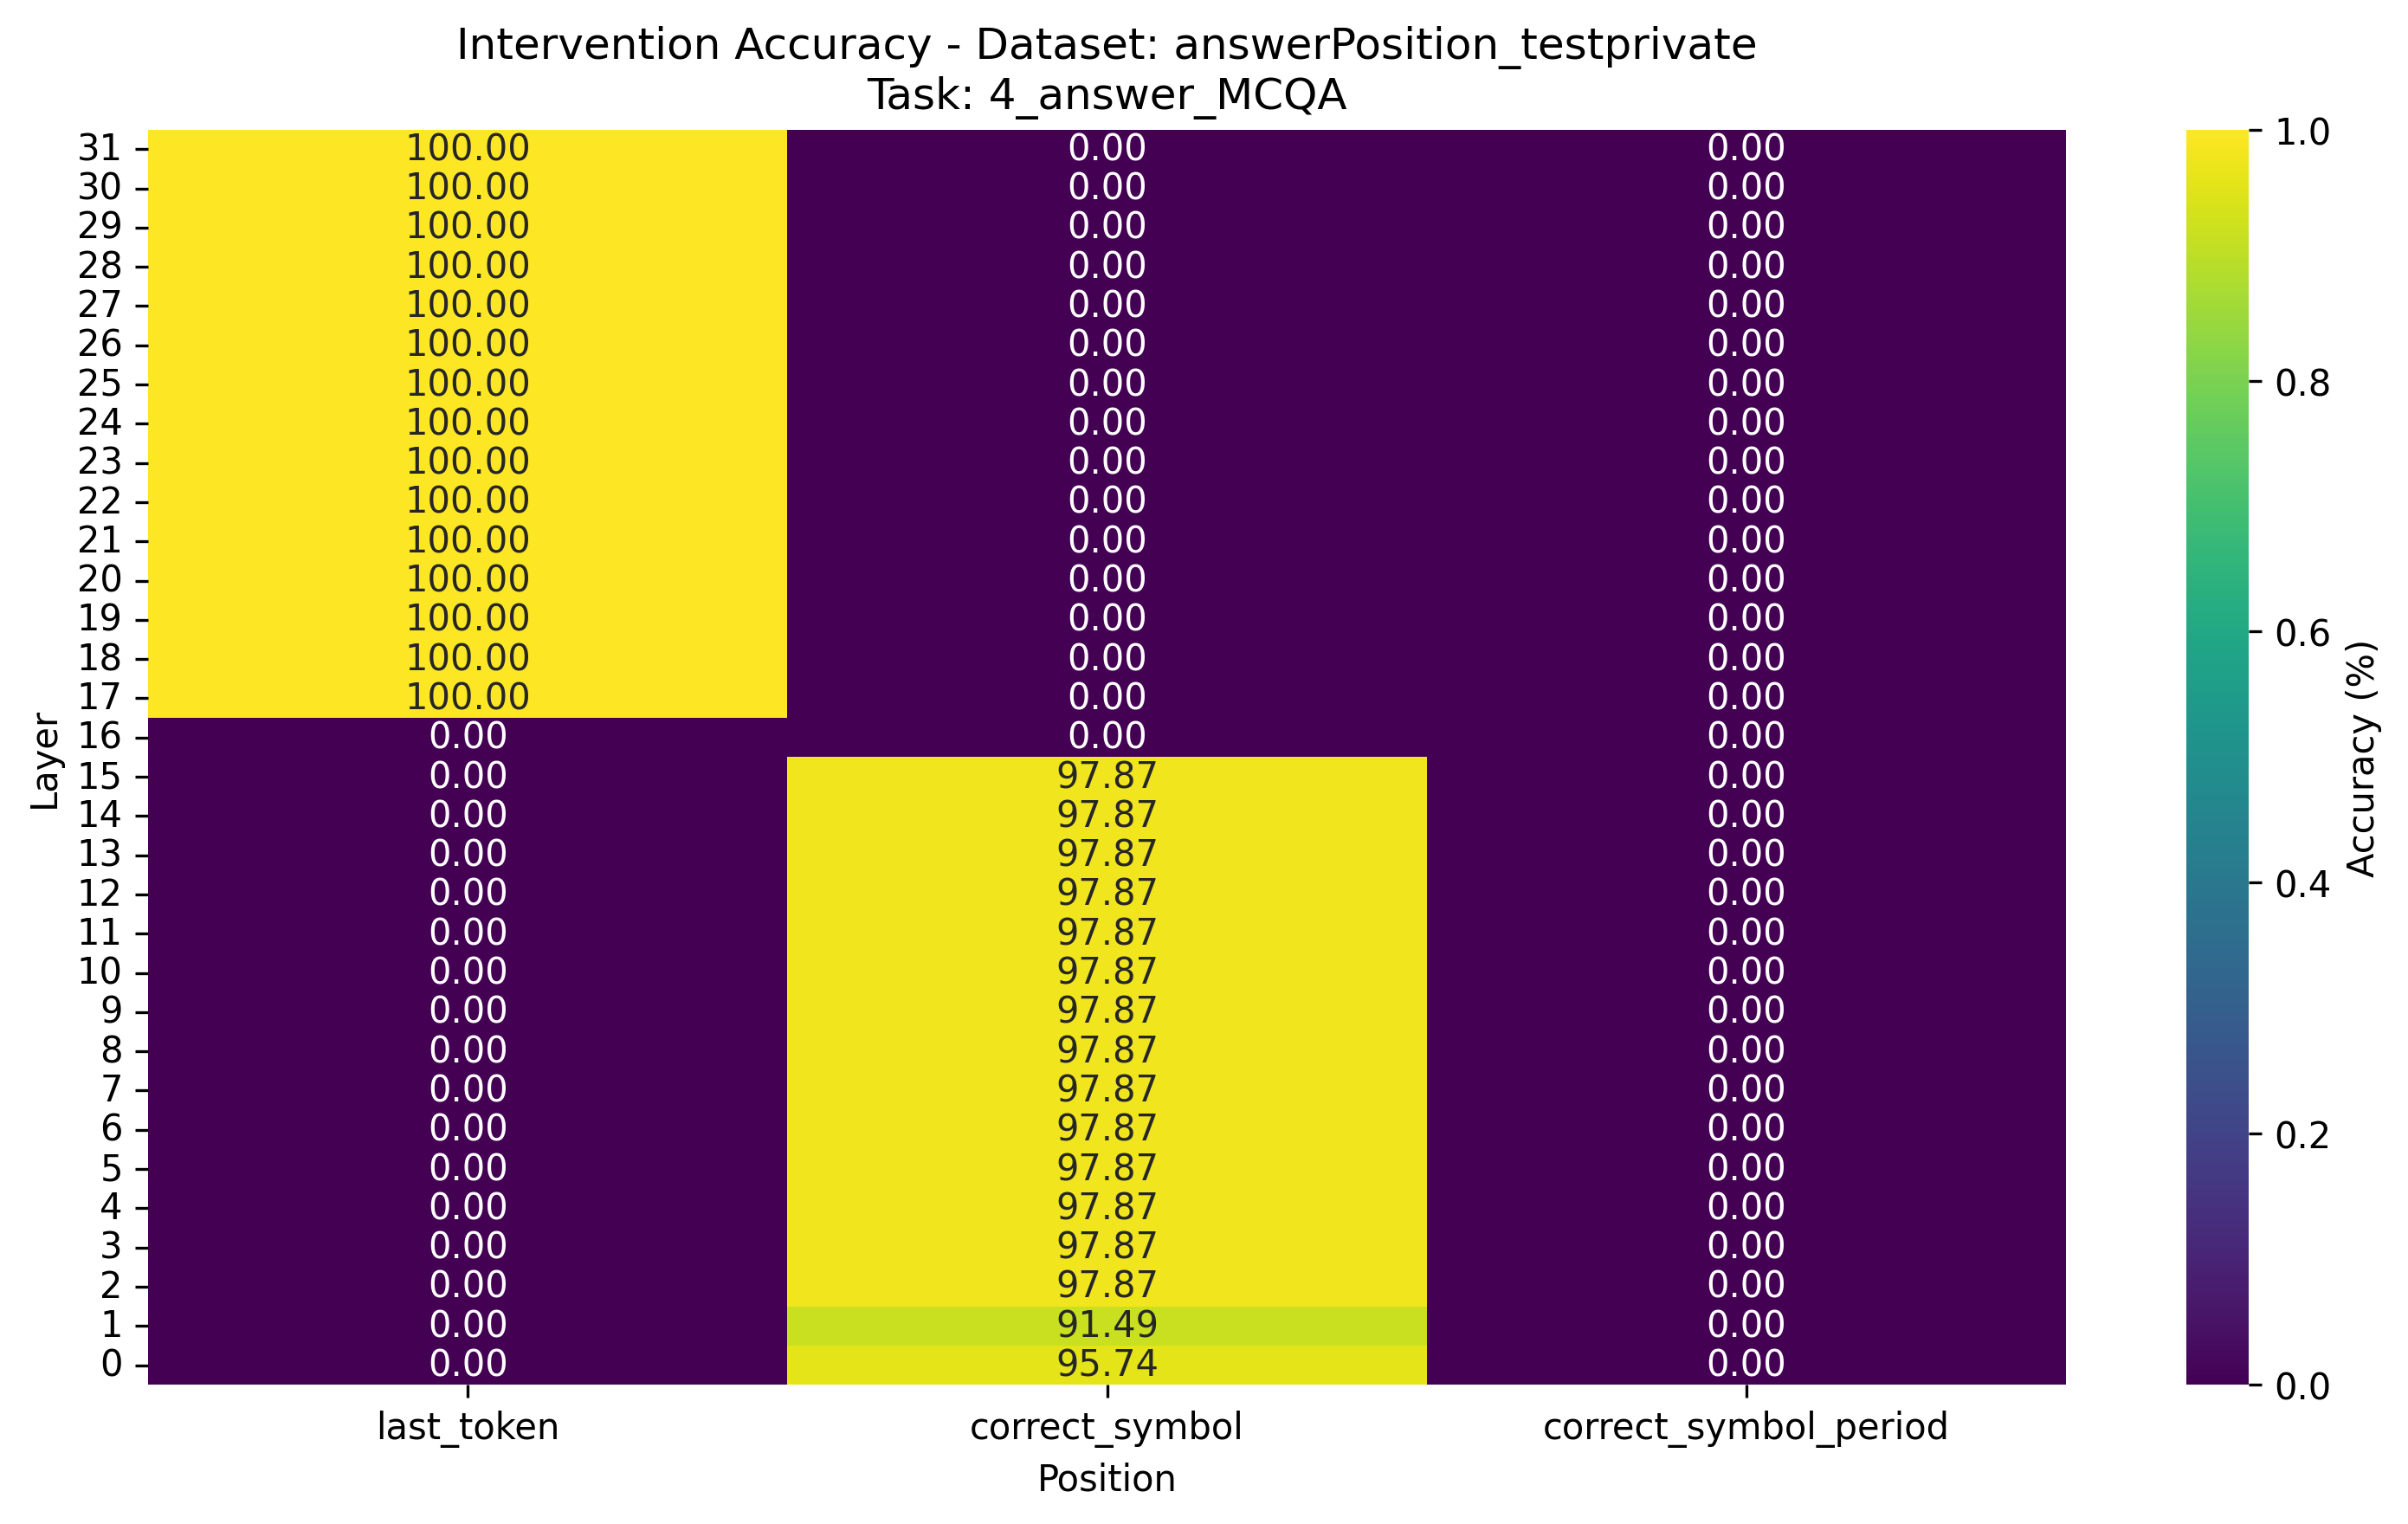 Intervention Accuracy - Dataset: answerPosition_testprivate
Task: 4_answer_MCQA
31 100.00 0.00 0.00
30 100.00 0.00 0.00
29 100.00 0.00 0.00
28 100.00 0.00 0.00
27 100.00 0.00 0.00
26 100.00 0.00 0.00
25 100.00 0.00 0.00
24 100.00 0.00 0.00
23 100.00 0.00 0.00
22 100.00 0.00 0.00
21 100.00 0.00 0.00
20 100.00 0.00 0.00
19 100.00 0.00 0.00
18 100.00 0.00 0.00
17 100.00 0.00 0.00
16 0.00 0.00 0.00
15 0.00 97.87 0.00
14 0.00 97.87 0.00
13 0.00 97.87 0.00
12 0.00 97.87 0.00
11 0.00 97.87 0.00
10 0.00 97.87 0.00
9 0.00 97.87 0.00
8 0.00 97.87 0.00
7 0.00 97.87 0.00
6 0.00 97.87 0.00
5 0.00 97.87 0.00
4 0.00 97.87 0.00
3 0.00 97.87 0.00
2 0.00 97.87 0.00
1 0.00 91.49 0.00
0 0.00 95.74 0.00
Layer
last_token correct_symbol correct_symbol_period
Position
1.0
0.8
0.6
0.4
0.2
0.0
Accuracy (%)